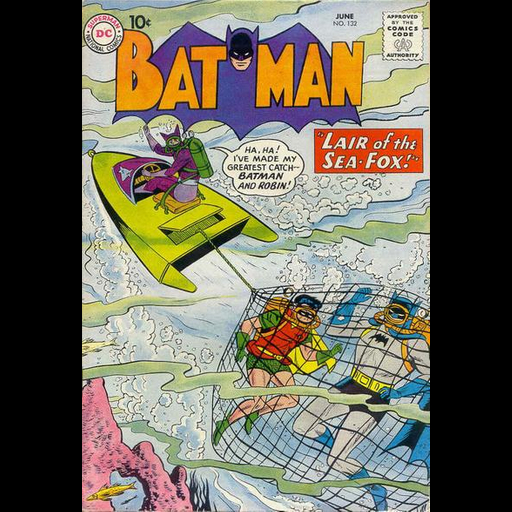 SUPERMAN
DC
NATIONAL COMICS
10¢
JUNE
NO. 132
APPROVED
BY THE
COMICS
CODE
AUTHORITY
BATMAN
"LAIR of the
SEA-FOX!"
HA, HA!
I'VE MADE MY
GREATEST CATCH—
BATMAN
AND ROBIN!